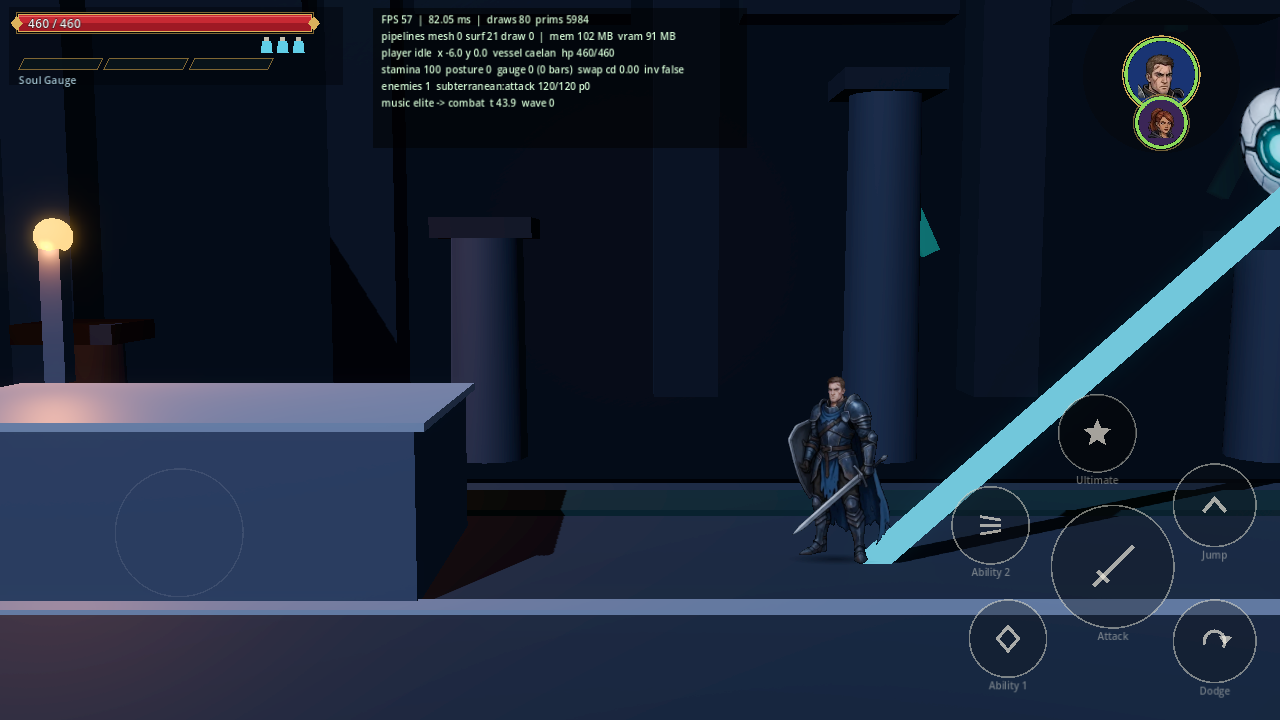 460 / 460
Soul Gauge
FPS 57 | 82.05 ms | draws 80 prims 5984
pipelines mesh 0 surf 21 draw 0 | mem 102 MB vram 91 MB
player idle x -6.0 y 0.0 vessel caelan hp 460/460
stamina 100 posture 0 gauge 0 (0 bars) swap cd 0.00 inv false
enemies 1 subterranean:attack 120/120 p0
music elite -> combat t 43.9 wave 0
Ultimate
Jump
Ability 2
Attack
Ability 1
Dodge